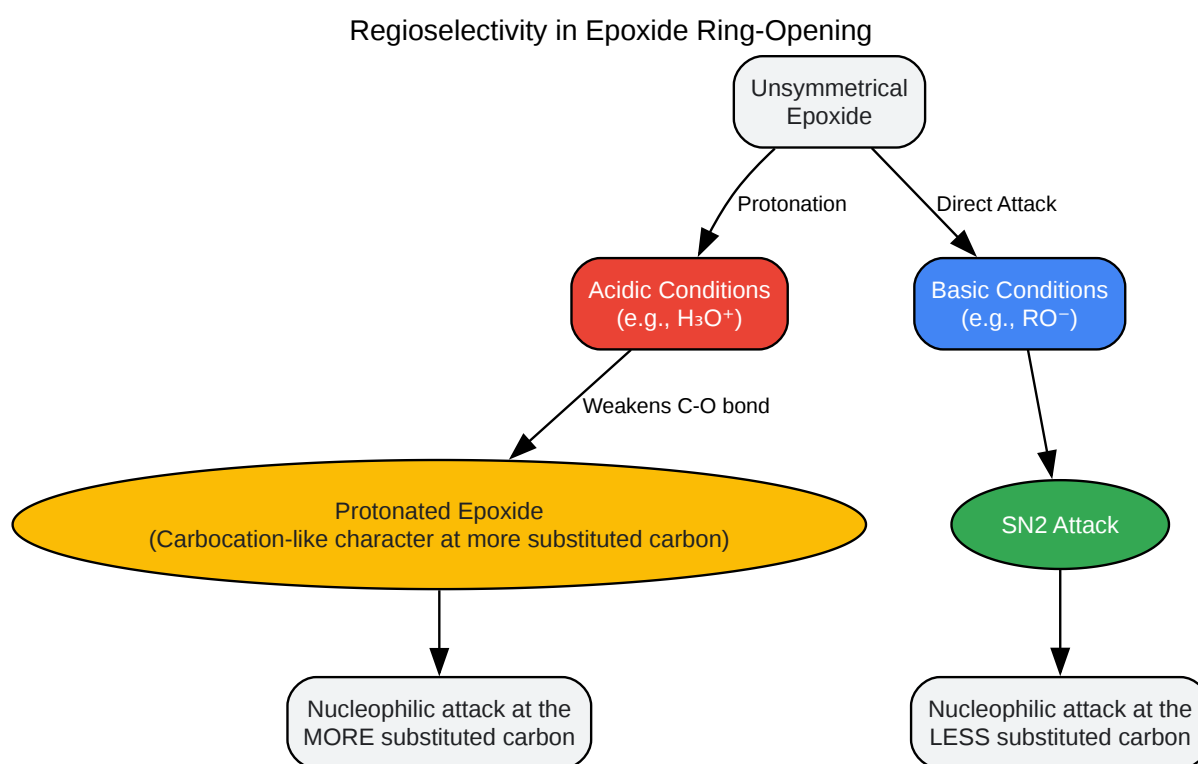 Regioselectivity in Epoxide Ring-Opening
Unsymmetrical
Epoxide
Protonation
Direct Attack
Acidic Conditions
(e.g., H₃O⁺)
Basic Conditions
(e.g., RO⁻)
Weakens C-O bond
Protonated Epoxide
(Carbocation-like character at more substituted carbon)
SN2 Attack
Nucleophilic attack at the
MORE substituted carbon
Nucleophilic attack at the
LESS substituted carbon